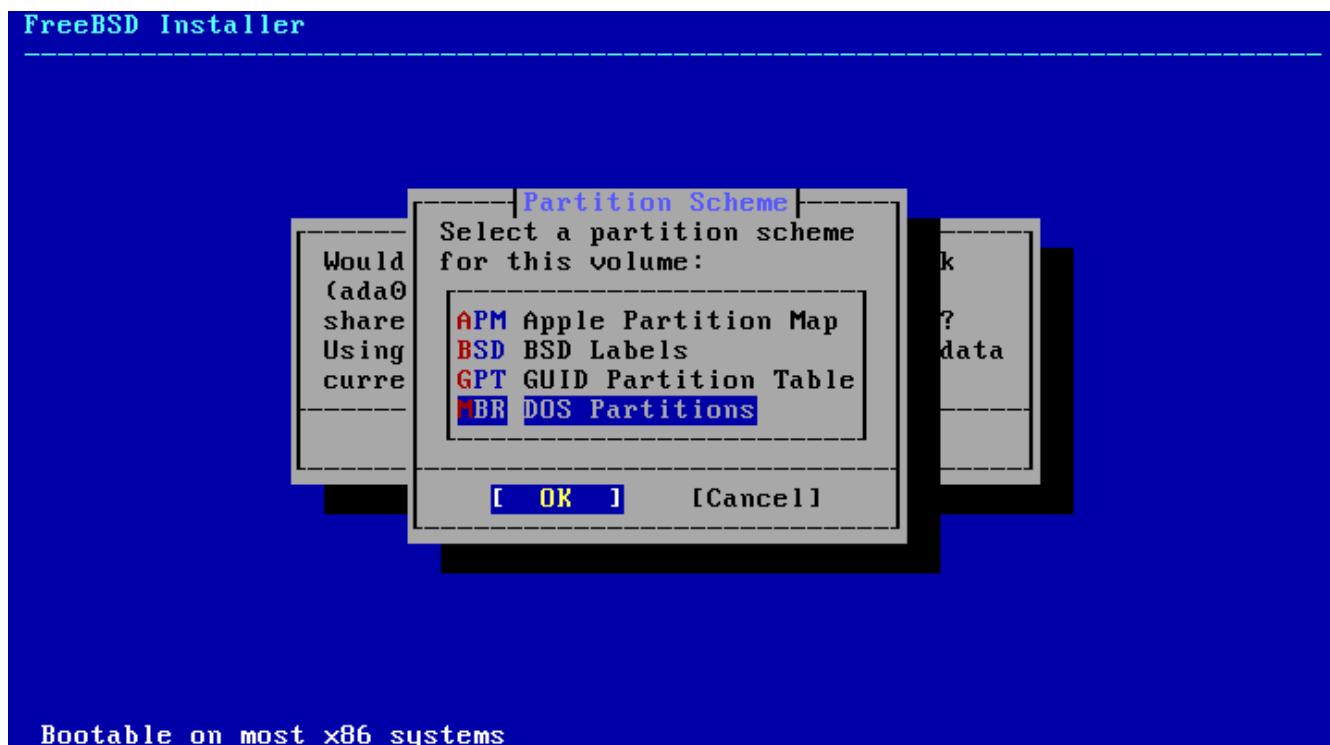 FreeBSD Installer
Partition Scheme
Select a partition scheme
for this volume:
Would
k
(ada0
share
?
Using
data
curre
APM Apple Partition Map
BSD BSD Labels
GPT GUID Partition Table
MBR DOS Partitions
[ OK ] [Cancel]
Bootable on most x86 systems